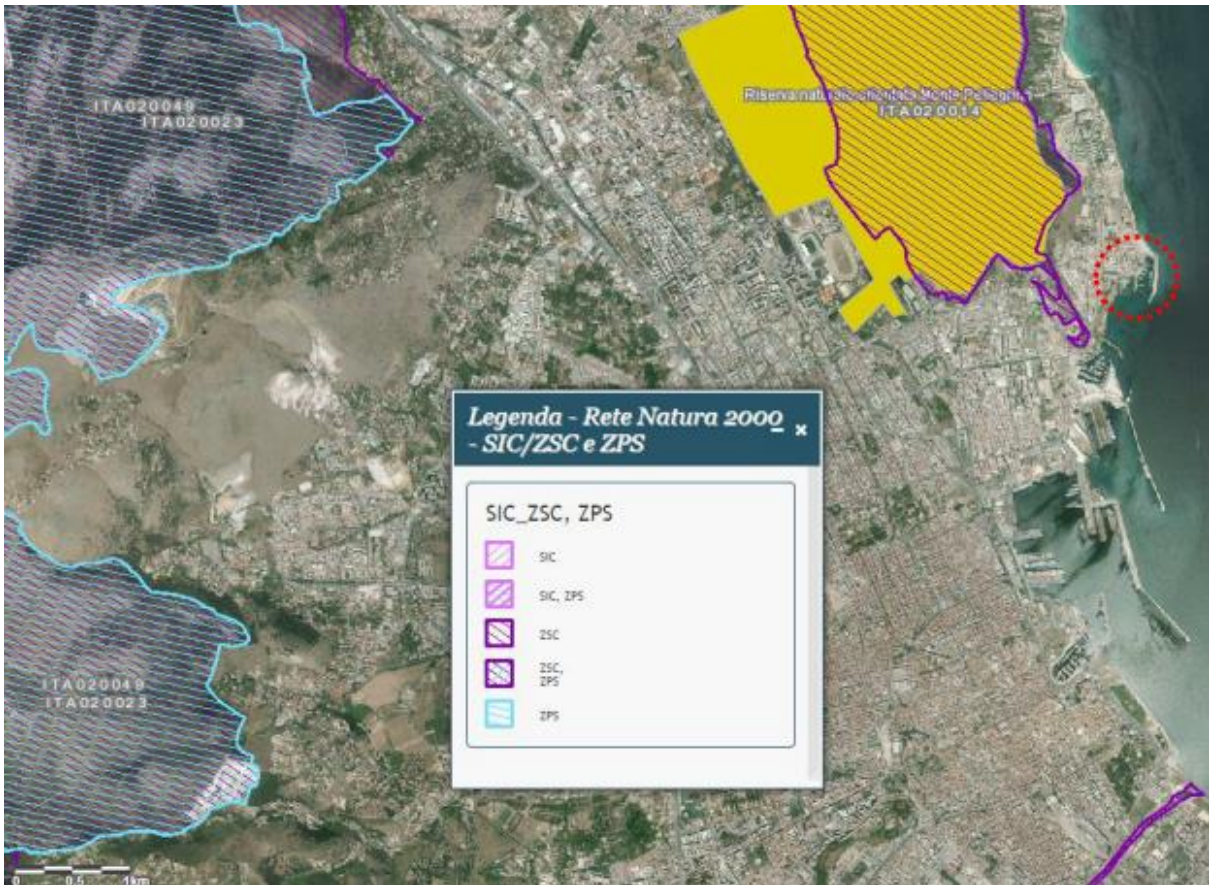 ITA020049
ITA020023
Riserva naturale orientata Monte Pellegrino
ITA020014
Legenda - Rete Natura 2000
- SIC/ZSC e ZPS
SIC_ZSC, ZPS
SIC
SIC, ZPS
ZSC
ZSC,
ZPS
ZPS
ITA020049
ITA020023
0 0.5 1km